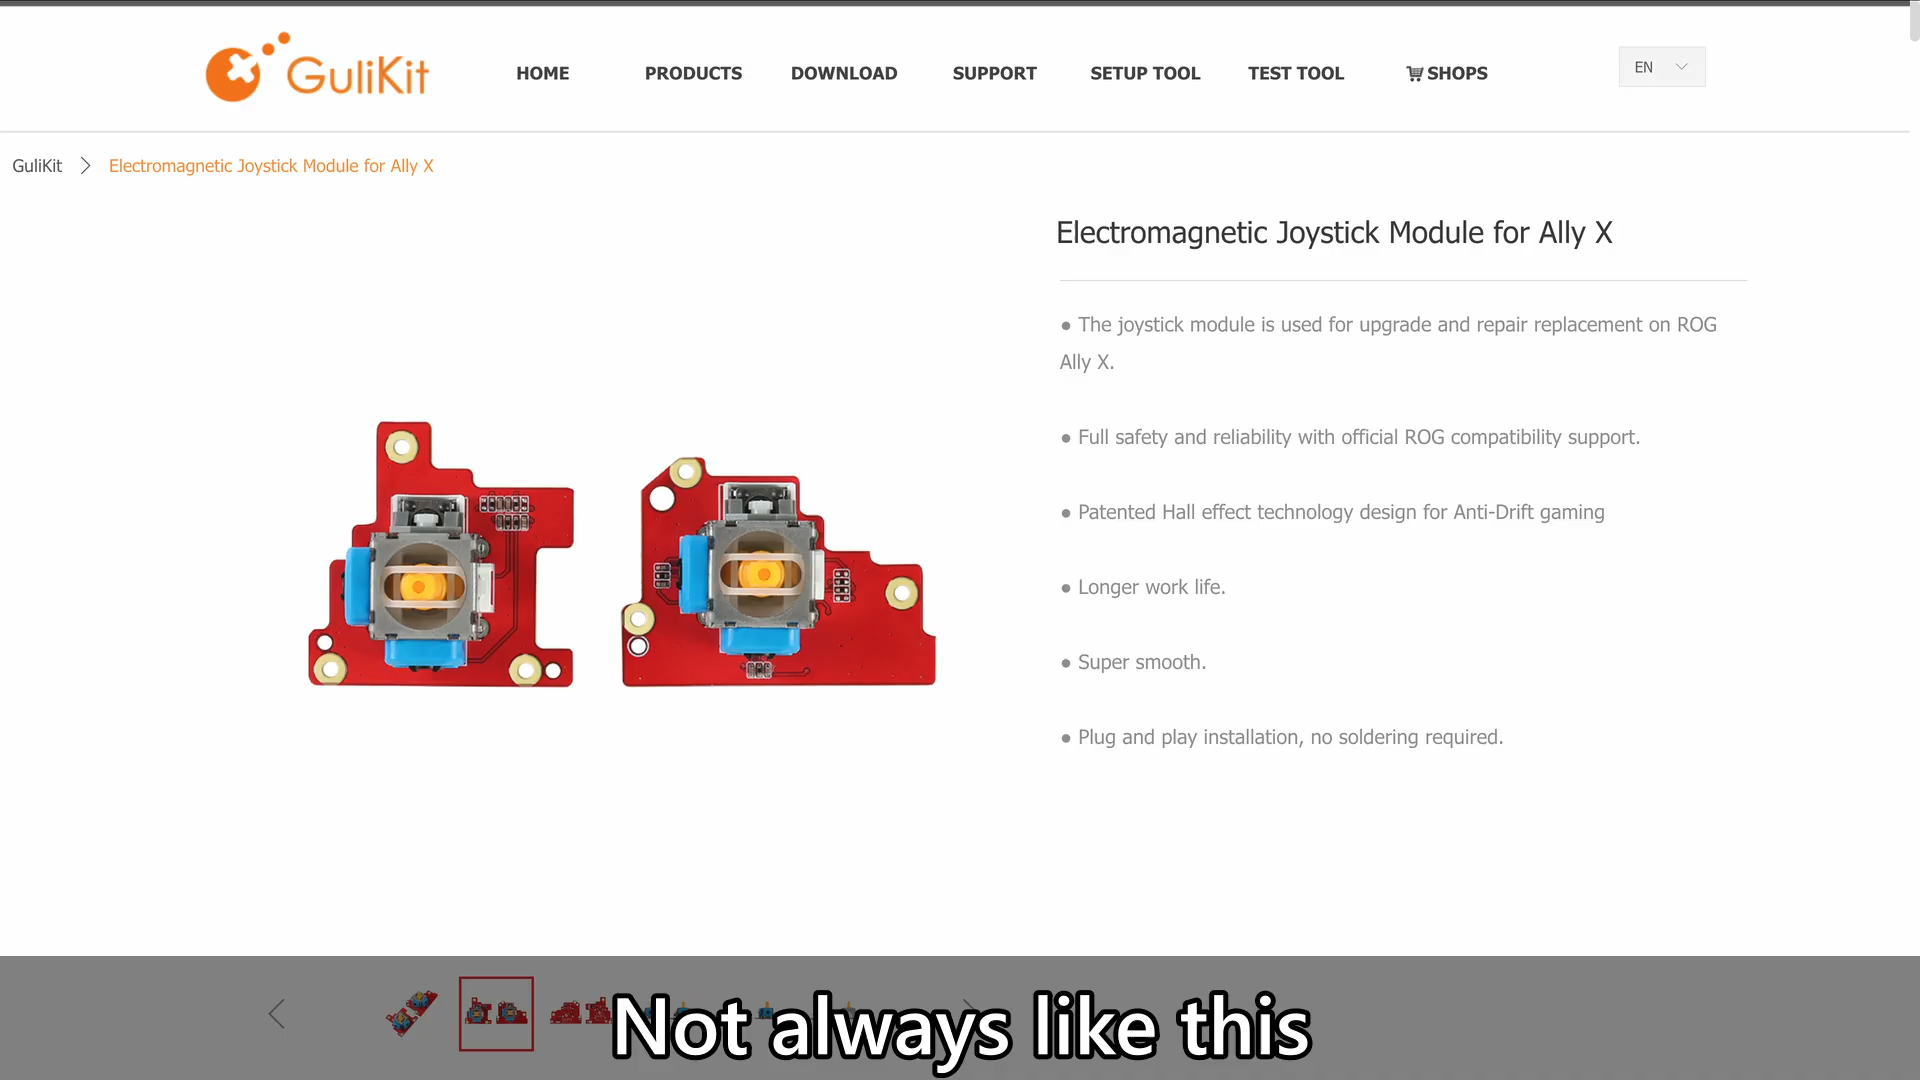 GuliKit
HOME
PRODUCTS
DOWNLOAD
SUPPORT
SETUP TOOL
TEST TOOL
SHOPS
EN
GuliKit
Electromagnetic Joystick Module for Ally X
Electromagnetic Joystick Module for Ally X
● The joystick module is used for upgrade and repair replacement on ROG
Ally X.
● Full safety and reliability with official ROG compatibility support.
● Patented Hall effect technology design for Anti-Drift gaming
● Longer work life.
● Super smooth.
● Plug and play installation, no soldering required.
Not always like this